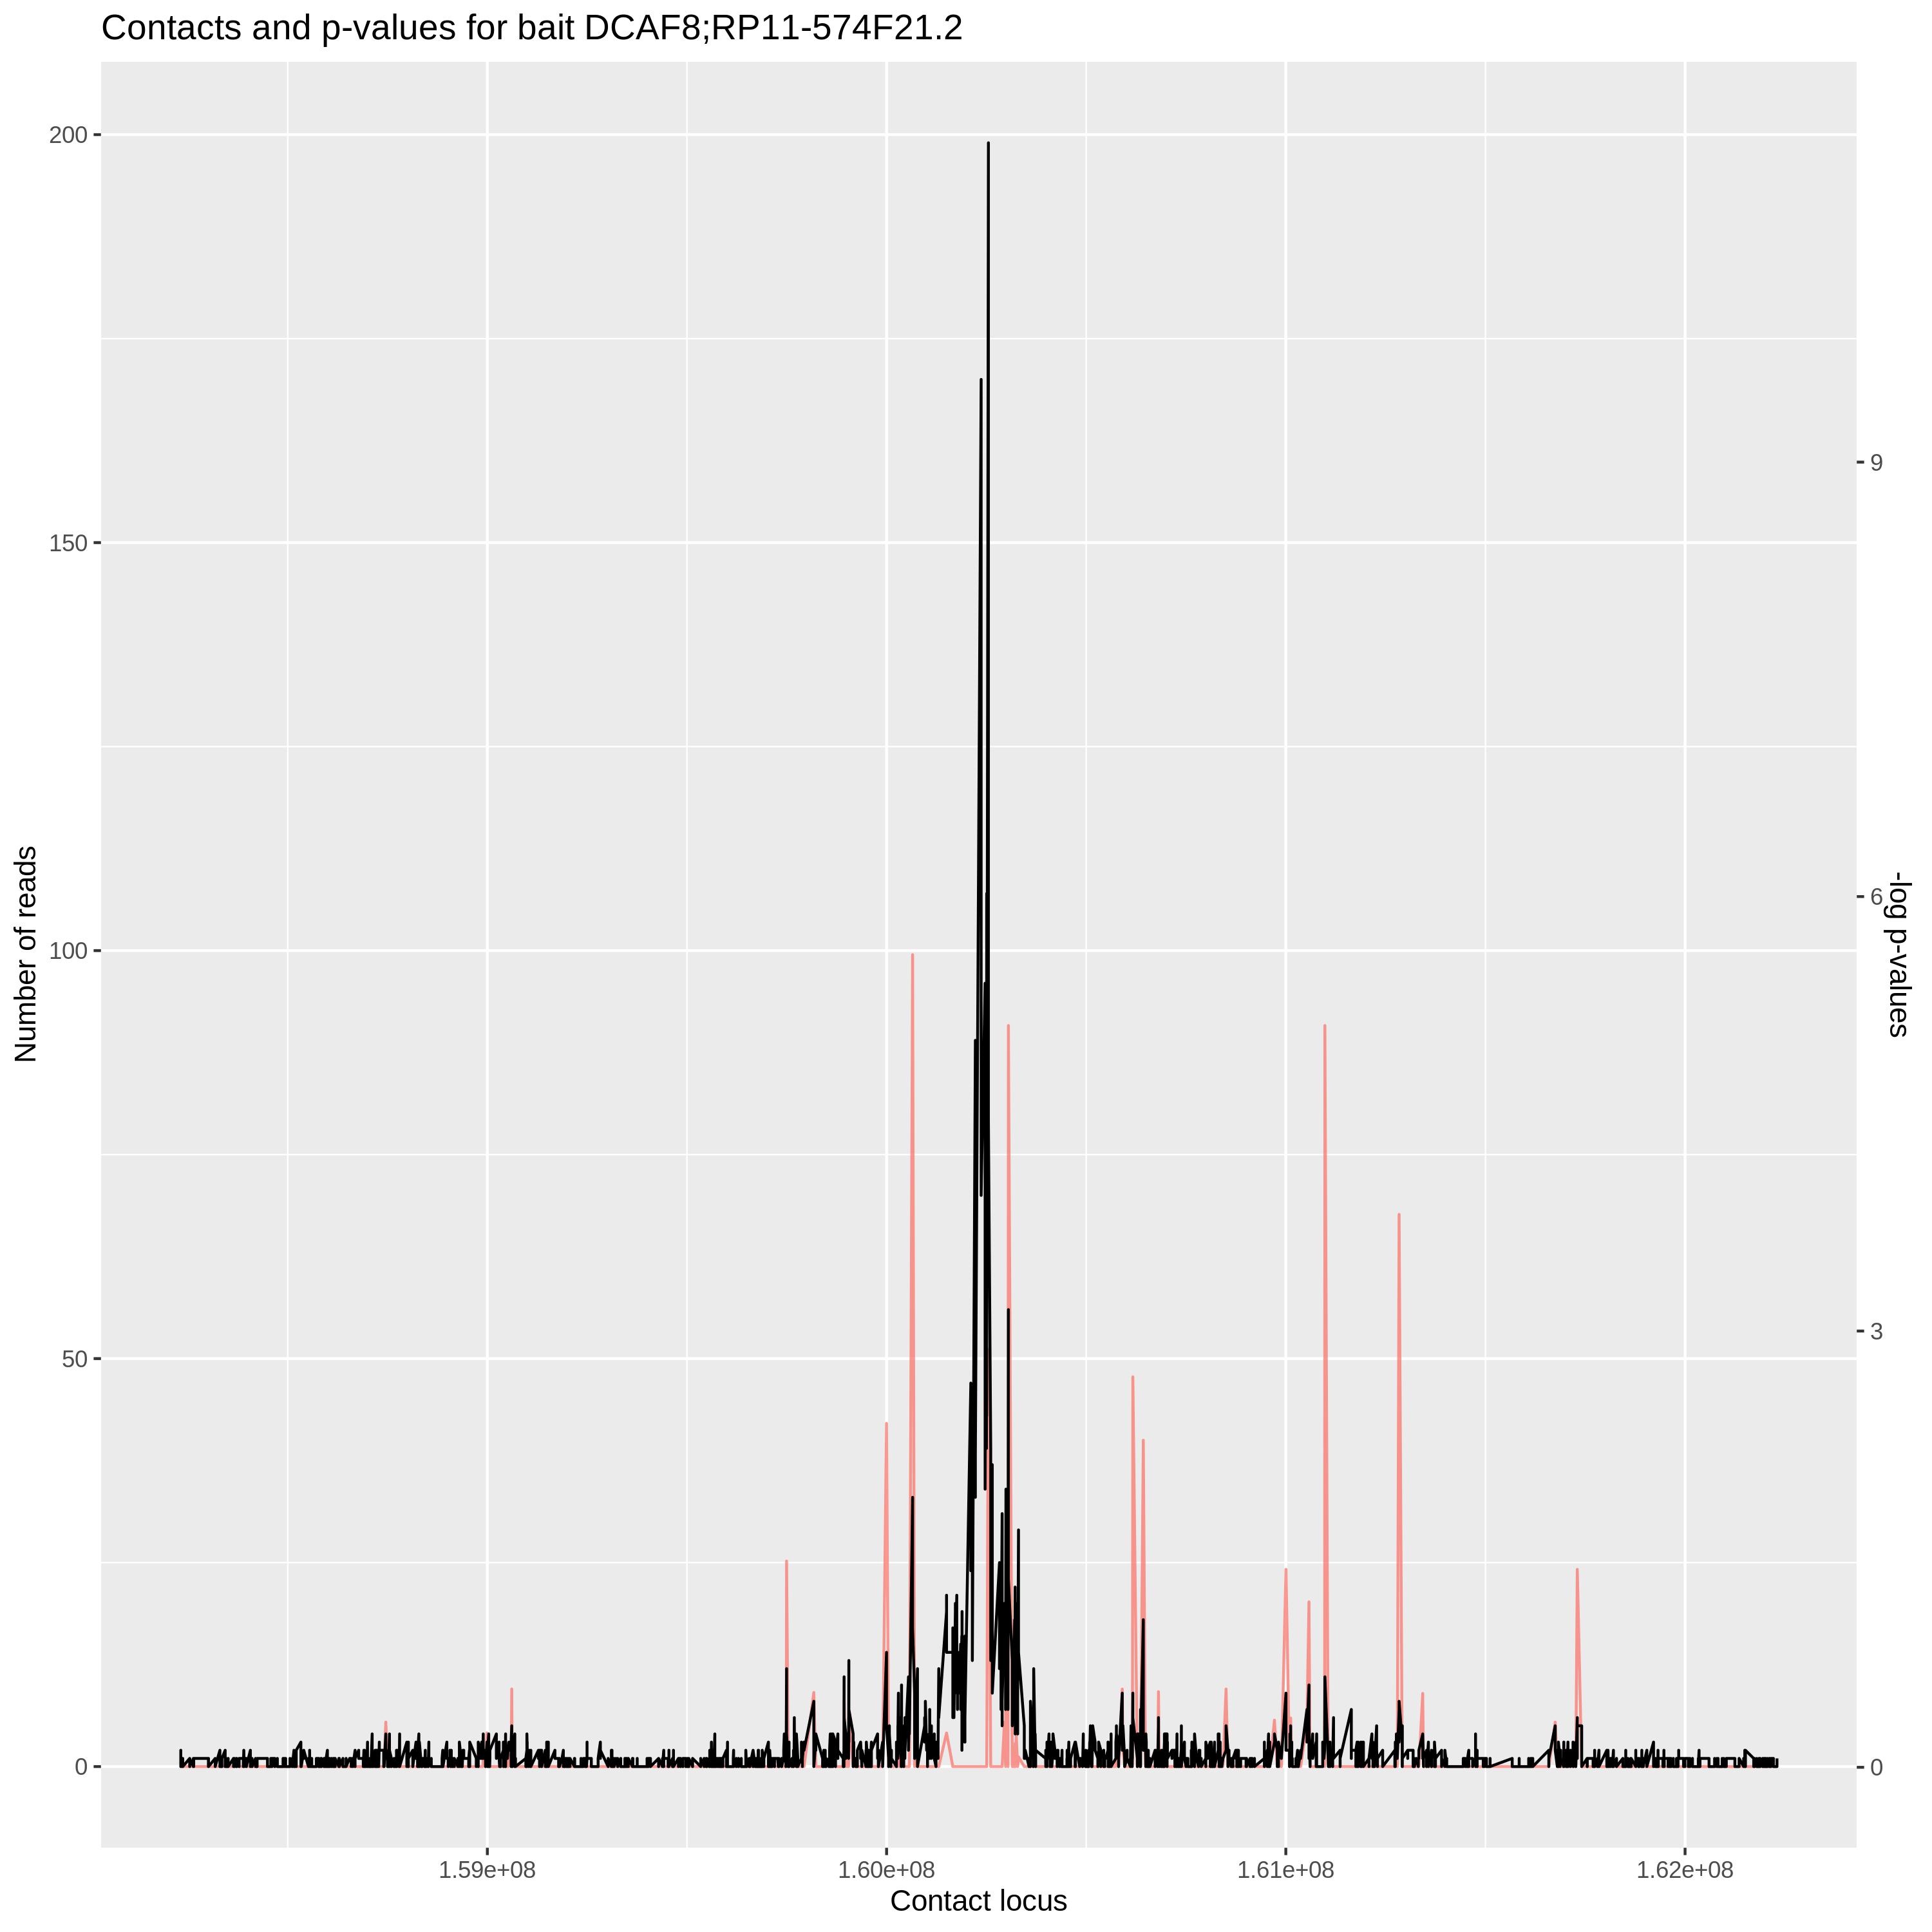 Contacts and p-values for bait DCAF8;RP11-574F21.2
200
150
100
50
0
Number of reads
9
6
3
0
-log p-values
1.59e+08 1.60e+08 1.61e+08 1.62e+08
Contact locus